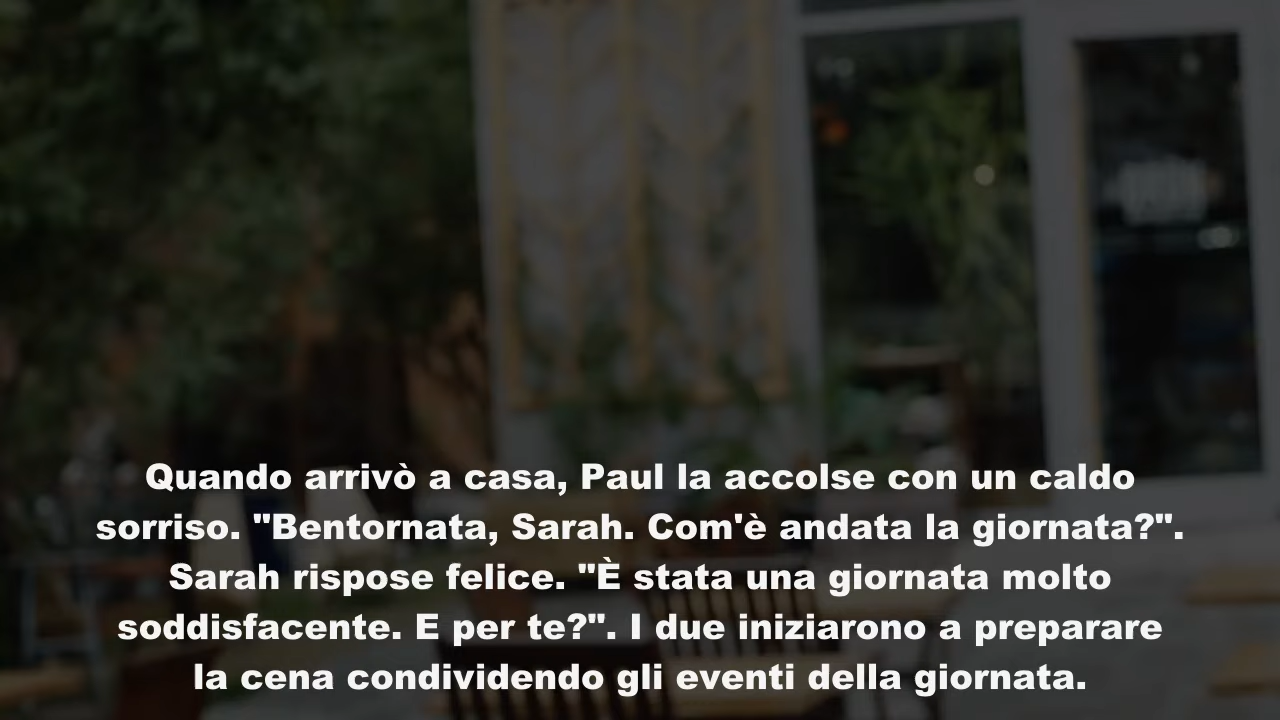 Quando arrivò a casa, Paul la accolse con un caldo
sorriso. "Bentornata, Sarah. Com'è andata la giornata?".
Sarah rispose felice. "È stata una giornata molto
soddisfacente. E per te?". I due iniziarono a preparare
la cena condividendo gli eventi della giornata.